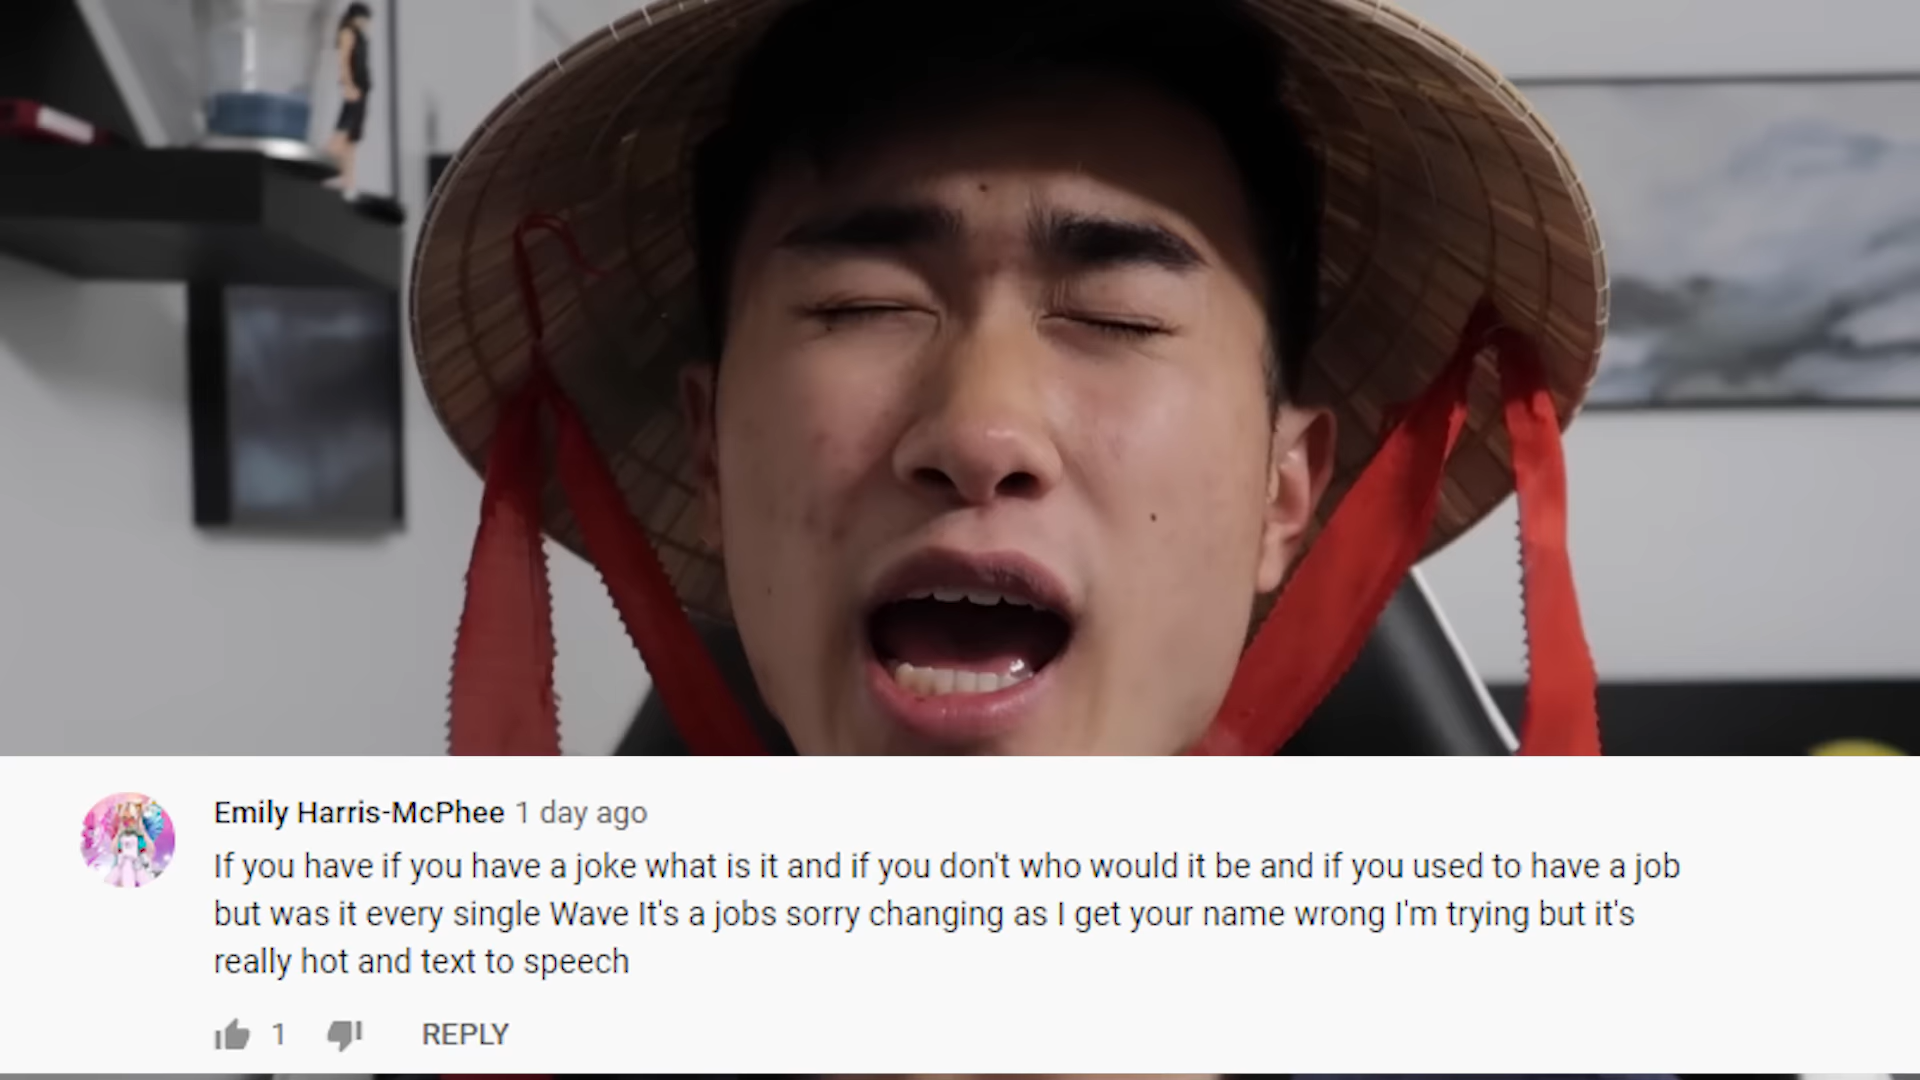 Emily Harris-McPhee 1 day ago
If you have if you have a joke what is it and if you don't who would it be and if you used to have a job
but was it every single Wave It's a jobs sorry changing as I get your name wrong I'm trying but it's
really hot and text to speech
1 REPLY